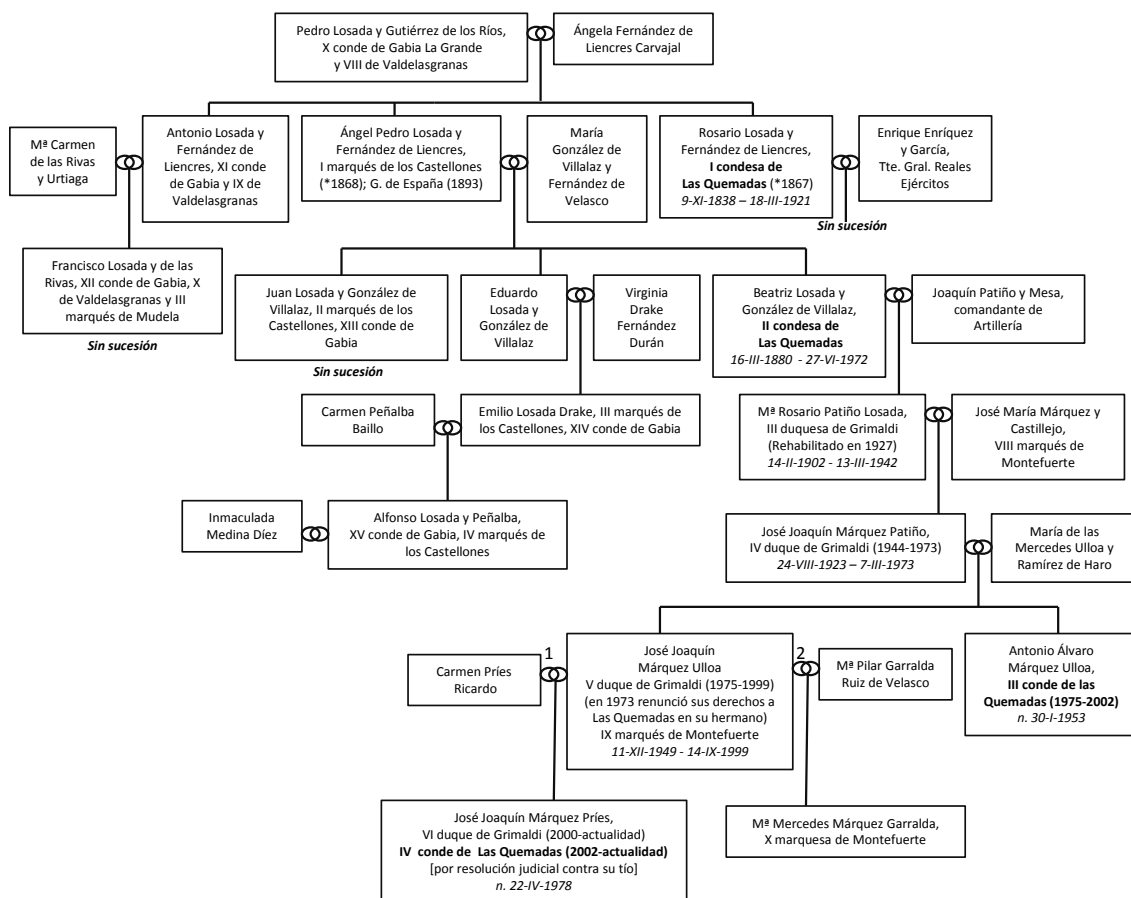 Pedro Losada y Gutiérrez de los Ríos,
X conde de Gabia La Grande
y VIII de Valdelasgranas
Ángela Fernández de
Liencres Carvajal
Mª Carmen
de las Rivas
y Urtiaga
Antonio Losada y
Fernández de
Liencres, XI conde
de Gabia y IX de
Valdelasgranas
Ángel Pedro Losada y
Fernández de Liencres,
I marqués de los Castellones
(*1868); G. de España (1893)
María
González de
Villalaz y
Fernández de
Velasco
Rosario Losada y
Fernández de Liencres,
I condesa de
Las Quemadas (*1867)
9-XI-1838 – 18-III-1921
Enrique Enríquez
y García,
Tte. Gral. Reales
Ejércitos
Sin sucesión
Francisco Losada y de las
Rivas, XII conde de Gabia, X
de Valdelasgranas y III
marqués de Mudela
Sin sucesión
Juan Losada y González de
Villalaz, II marqués de los
Castellones, XIII conde de
Gabia
Sin sucesión
Eduardo
Losada y
González de
Villalaz
Virginia
Drake
Fernández
Durán
Beatriz Losada y
González de Villalaz,
II condesa de
Las Quemadas
16-III-1880 - 27-VI-1972
Joaquín Patiño y Mesa,
comandante de
Artillería
Carmen Peñalba
Baillo
Emilio Losada Drake, III marqués de
los Castellones, XIV conde de Gabia
Mª Rosario Patiño Losada,
III duquesa de Grimaldi
(Rehabilitado en 1927)
14-II-1902 - 13-III-1942
José María Márquez y
Castillejo,
VIII marqués de
Montefuerte
Inmaculada
Medina Díez
Alfonso Losada y Peñalba,
XV conde de Gabia, IV marqués de
los Castellones
José Joaquín Márquez Patiño,
IV duque de Grimaldi (1944-1973)
24-VIII-1923 – 7-III-1973
María de las
Mercedes Ulloa y
Ramírez de Haro
Carmen Príes
Ricardo
1
José Joaquín
Márquez Ulloa
V duque de Grimaldi (1975-1999)
(en 1973 renunció sus derechos a
Las Quemadas en su hermano)
IX marqués de Montefuerte
11-XII-1949 - 14-IX-1999
2
Mª Pilar Garralda
Ruiz de Velasco
Antonio Álvaro
Márquez Ulloa,
III conde de las
Quemadas (1975-2002)
n. 30-I-1953
José Joaquín Márquez Príes,
VI duque de Grimaldi (2000-actualidad)
IV conde de Las Quemadas (2002-actualidad)
[por resolución judicial contra su tío]
n. 22-IV-1978
Mª Mercedes Márquez Garralda,
X marquesa de Montefuerte